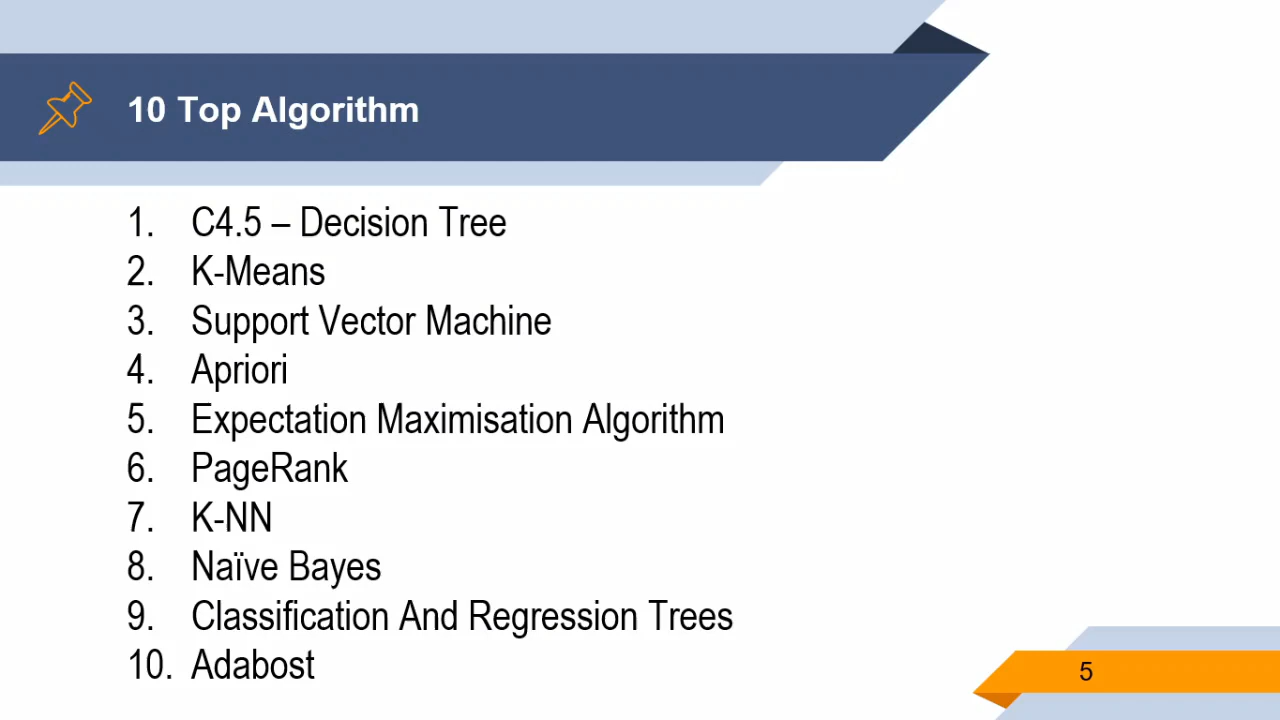 10 Top Algorithm
1. C4.5 – Decision Tree
2. K-Means
3. Support Vector Machine
4. Apriori
5. Expectation Maximisation Algorithm
6. PageRank
7. K-NN
8. Naïve Bayes
9. Classification And Regression Trees
10. Adabost
5